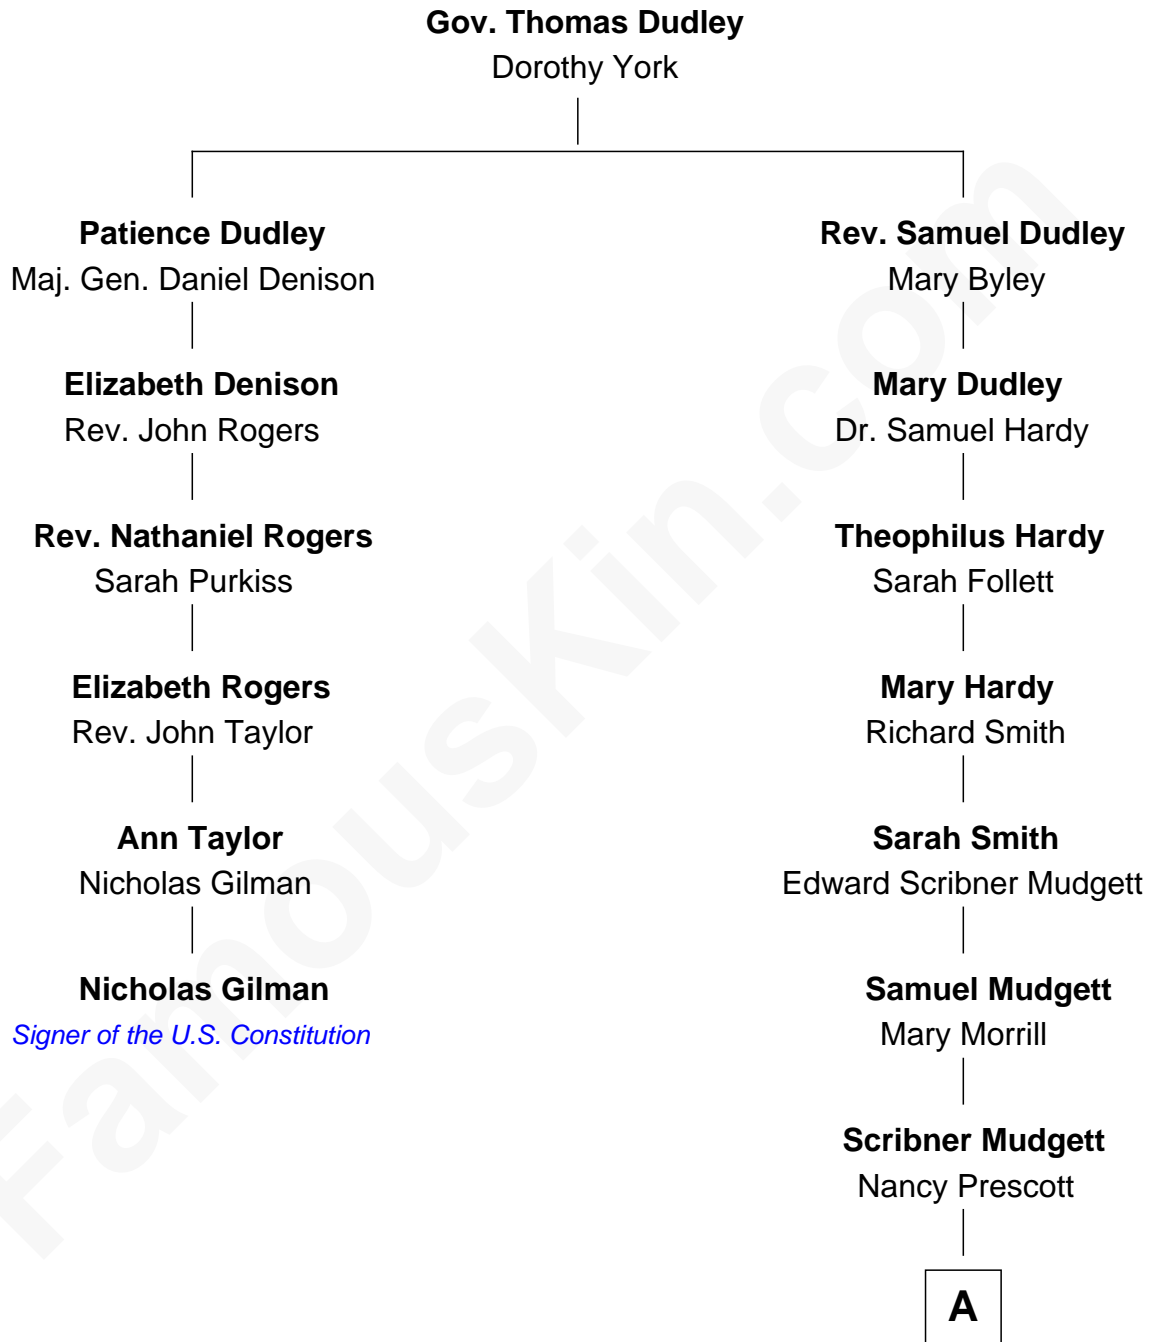 Gov. Thomas Dudley
Dorothy York
Patience Dudley
Maj. Gen. Daniel Denison
Rev. Samuel Dudley
Mary Byley
Elizabeth Denison
Rev. John Rogers
Mary Dudley
Dr. Samuel Hardy
Rev. Nathaniel Rogers
Sarah Purkiss
Theophilus Hardy
Sarah Follett
Elizabeth Rogers
Rev. John Taylor
Mary Hardy
Richard Smith
Ann Taylor
Nicholas Gilman
Sarah Smith
Edward Scribner Mudgett
Nicholas Gilman
Signer of the U.S. Constitution
Samuel Mudgett
Mary Morrill
Scribner Mudgett
Nancy Prescott
A
FamousKin.com